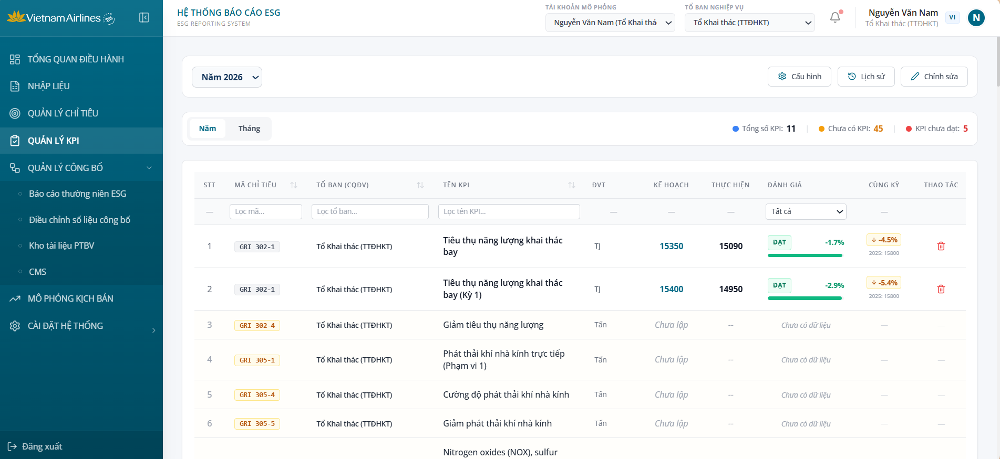 VietnamAirlines
TỔNG QUAN ĐIỀU HÀNH
NHẬP LIỆU
QUẢN LÝ CHỈ TIÊU
QUẢN LÝ KPI
QUẢN LÝ CÔNG BỐ
Báo cáo thường niên ESG
Điều chỉnh số liệu công bố
Kho tài liệu PTBV
CMS
MÔ PHỎNG KỊCH BẢN
CÀI ĐẶT HỆ THỐNG
Đăng xuất
HỆ THỐNG BÁO CÁO ESG
ESG REPORTING SYSTEM
TÀI KHOẢN MÔ PHỎNG
Nguyễn Văn Nam (Tổ Khai thá
TỔ BAN NGHIỆP VỤ
Tổ Khai thác (TTĐHKT)
Nguyễn Văn Nam
Tổ Khai thác (TTĐHKT)
VI
N
Năm 2026
Cấu hình
Lịch sử
Chỉnh sửa
Năm Tháng
Tổng số KPI: 11
Chưa có KPI: 45
KPI chưa đạt: 5
STT MÃ CHỈ TIÊU TỔ BAN (CQĐV) TÊN KPI ĐVT KẾ HOẠCH THỰC HIỆN ĐÁNH GIÁ CÙNG KỲ THAO TÁC
— Lọc mã... Lọc tổ ban... Lọc tên KPI... — — — Tất cả —
1 GRI 302-1 Tổ Khai thác (TTĐHKT) Tiêu thụ năng lượng khai thác TJ 15350 15090 ĐẠT -1.7% ↓ -4.5%
bay
2025: 15800
2 GRI 302-1 Tổ Khai thác (TTĐHKT) Tiêu thụ năng lượng khai thác TJ 15400 14950 ĐẠT -2.9% ↓ -5.4%
bay (Kỳ 1)
2025: 15800
3 GRI 302-4 Tổ Khai thác (TTĐHKT) Giảm tiêu thụ năng lượng Tấn Chưa lập -- Chưa có dữ liệu — —
4 GRI 305-1 Tổ Khai thác (TTĐHKT) Phát thải khí nhà kính trực tiếp Tấn Chưa lập -- Chưa có dữ liệu — —
(Phạm vi 1)
5 GRI 305-4 Tổ Khai thác (TTĐHKT) Cường độ phát thải khí nhà kính Tấn Chưa lập -- Chưa có dữ liệu — —
6 GRI 305-5 Tổ Khai thác (TTĐHKT) Giảm phát thải khí nhà kính Tấn Chưa lập -- Chưa có dữ liệu — —
Nitrogen oxides (NOX), sulfur